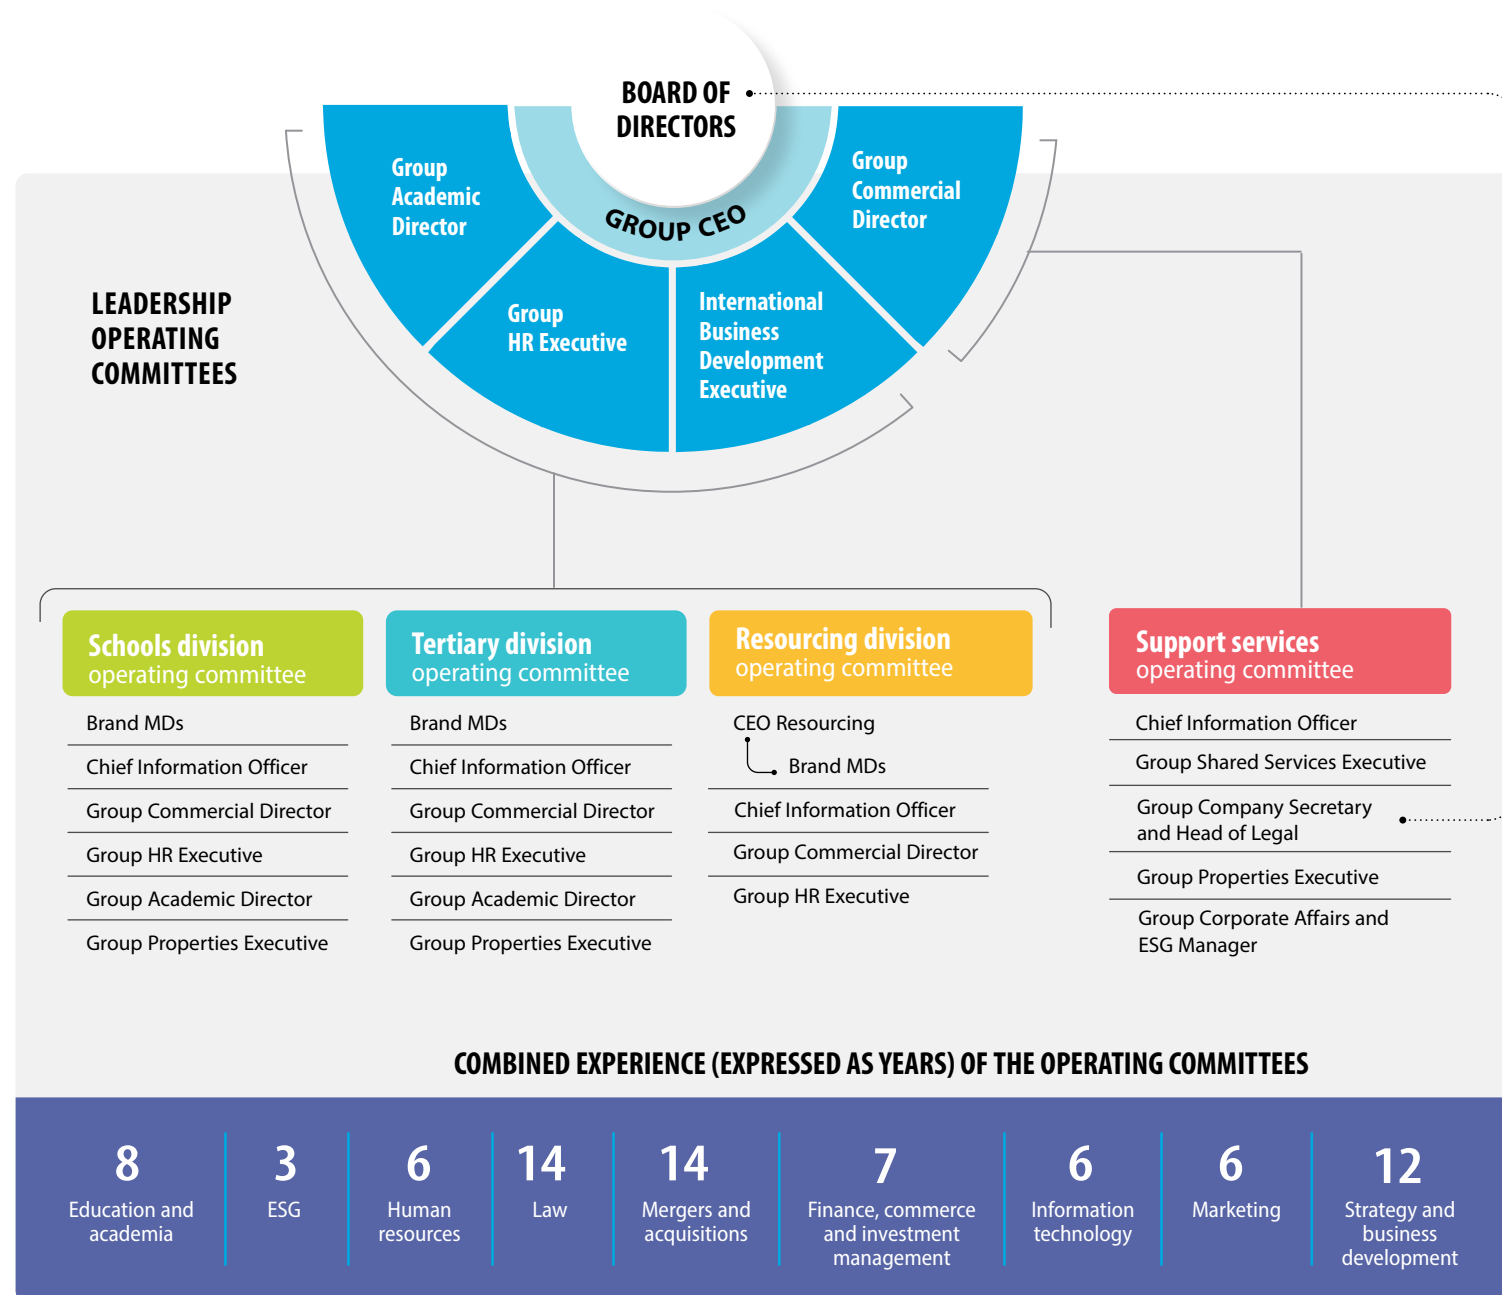 BOARD OF
DIRECTORS
GROUP CEO
Group
Academic
Director
Group
HR Executive
International
Business
Development
Executive
Group
Commercial
Director
LEADERSHIP
OPERATING
COMMITTEES
Schools division
operating committee
Brand MDs
Chief Information Officer
Group Commercial Director
Group HR Executive
Group Academic Director
Group Properties Executive
Tertiary division
operating committee
Brand MDs
Chief Information Officer
Group Commercial Director
Group HR Executive
Group Academic Director
Group Properties Executive
Resourcing division
operating committee
CEO Resourcing
Brand MDs
Chief Information Officer
Group Commercial Director
Group HR Executive
Support services
operating committee
Chief Information Officer
Group Shared Services Executive
Group Company Secretary
and Head of Legal
Group Properties Executive
Group Corporate Affairs and
ESG Manager
COMBINED EXPERIENCE (EXPRESSED AS YEARS) OF THE OPERATING COMMITTEES
8
Education and
academia
3
ESG
6
Human
resources
14
Law
14
Mergers and
acquisitions
7
Finance, commerce
and investment
management
6
Information
technology
6
Marketing
12
Strategy and
business
development